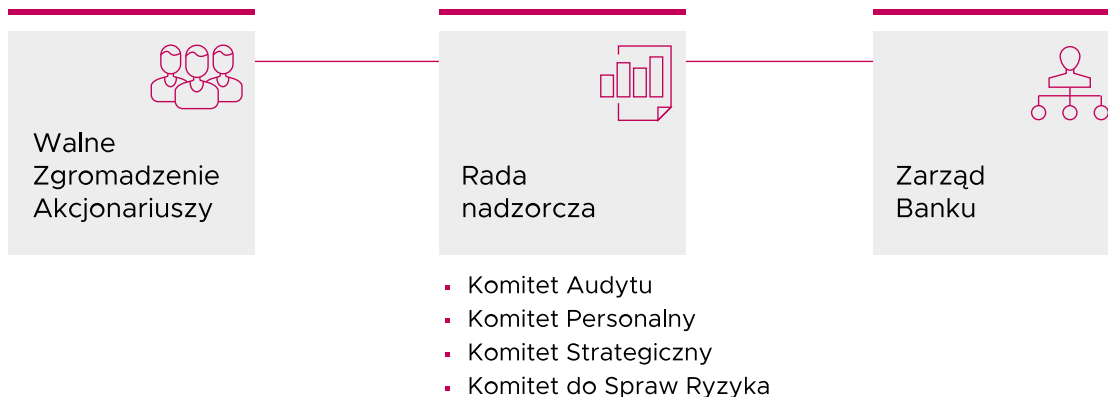 Walne
Zgromadzenie
Akcjonariuszy
Rada
nadzorcza
Zarząd
Banku
Komitet Audytu
Komitet Personalny
Komitet Strategiczny
Komitet do Spraw Ryzyka